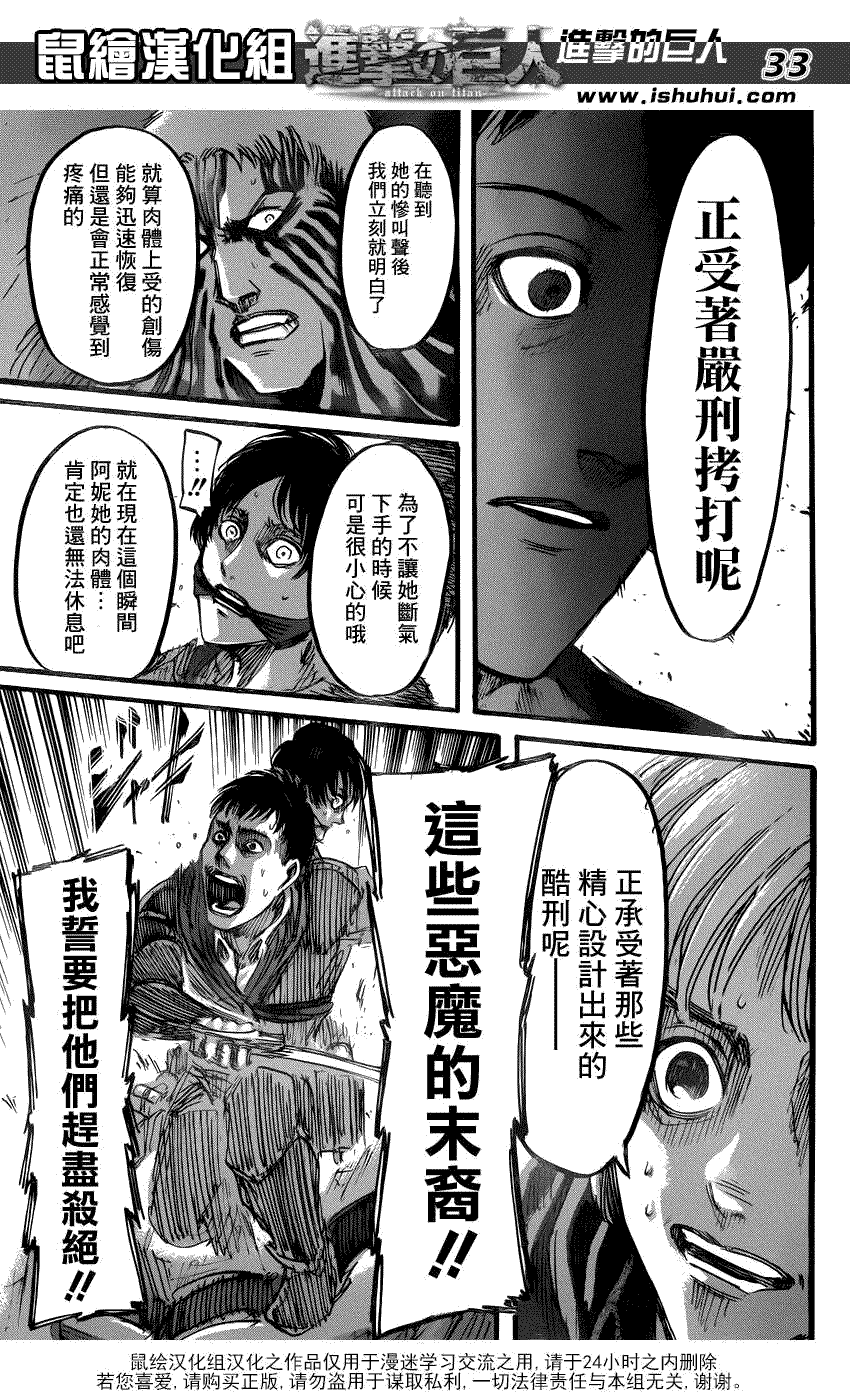 鼠繪漢化組
進撃の巨人
attack on titan
進擊的巨人
33
www.ishuhui.com
正受著嚴刑拷打呢
在聽到
她的慘叫聲後
我們立刻就明白了
就算肉體上受的創傷
能夠迅速恢復
但還是會正常感覺到
疼痛的
為了不讓她斷氣
下手的時候
可是很小心的哦
…!!
就在現在這個瞬間
阿妮她的肉體…
肯定也還無法休息吧
正承受著那些
精心設計出來的
酷刑呢——
這些惡魔的末裔!!
我誓要把他們趕盡殺絕!!
鼠绘汉化组汉化之作品仅用于漫迷学习交流之用,请于24小时之内删除
若您喜爱,请购买正版,请勿用于谋取私利,一切法律责任与本组无关,谢谢。